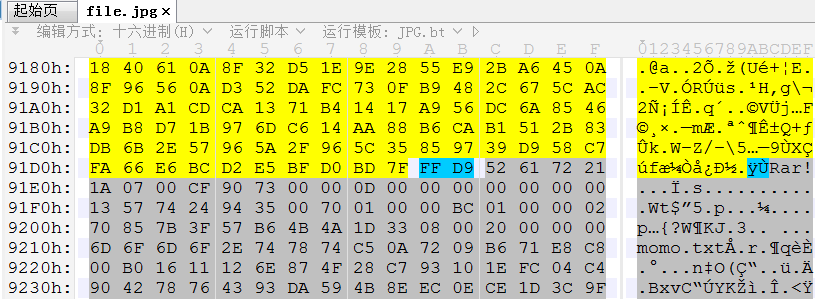 起始页 file.jpg ×
编辑方式: 十六进制(H) 运行脚本 运行模板: JPG.bt
0 1 2 3 4 5 6 7 8 9 A B C D E F 0123456789ABCDEF
9180h: 18 40 61 0A 8F 32 D5 1E 9E 28 55 E9 2B A6 45 0A .@a..2Õ.ž(Ué+¦E.
9190h: 8F 96 56 0A D3 52 DA FC 73 0F B9 48 2C 67 5C AC .–V.ÓRÚüs.¹H,g\¬
91A0h: 32 D1 A1 CD CA 13 71 B4 14 17 A9 56 DC 6A 85 46 2Ñ¡ÍÊ.q´..©VÜj…F
91B0h: A9 B8 D7 1B 97 6D C6 14 AA 88 B6 CA B1 51 2B 83 ©¸×.—mÆ.ªˆ¶Ê±Q+ƒ
91C0h: DB 6B 2E 57 96 5A 2F 96 5C 35 85 97 39 D9 58 C7 Ûk.W–Z/–\5…—9ÙXÇ
91D0h: FA 66 E6 BC D2 E5 BF D0 BD 7F FF D9 52 61 72 21 úfæ¼Òå¿Ð½.ÿÙRar!
91E0h: 1A 07 00 CF 90 73 00 00 0D 00 00 00 00 00 00 00 ...Ï.s..........
91F0h: 13 57 74 24 94 35 00 70 01 00 00 BC 01 00 00 02 .Wt$”5.p...¼....
9200h: 70 85 7B 3F 57 B6 4B 4A 1D 33 08 00 20 00 00 00 p…{?W¶KJ.3.. ...
9210h: 6D 6F 6D 6F 2E 74 78 74 C5 0A 72 09 B6 71 E8 C8 momo.txtÅ.r.¶qèÈ
9220h: 00 B0 16 11 12 6E 87 4F 28 C7 93 10 1E FC 04 C4 .°...n‡O(Ç“..ü.Ä
9230h: 90 42 78 76 43 93 DA 59 4B 8E EC 0E CE 1D 3C 9F .BxvC“ÚYKŽì.Î.<Ÿ